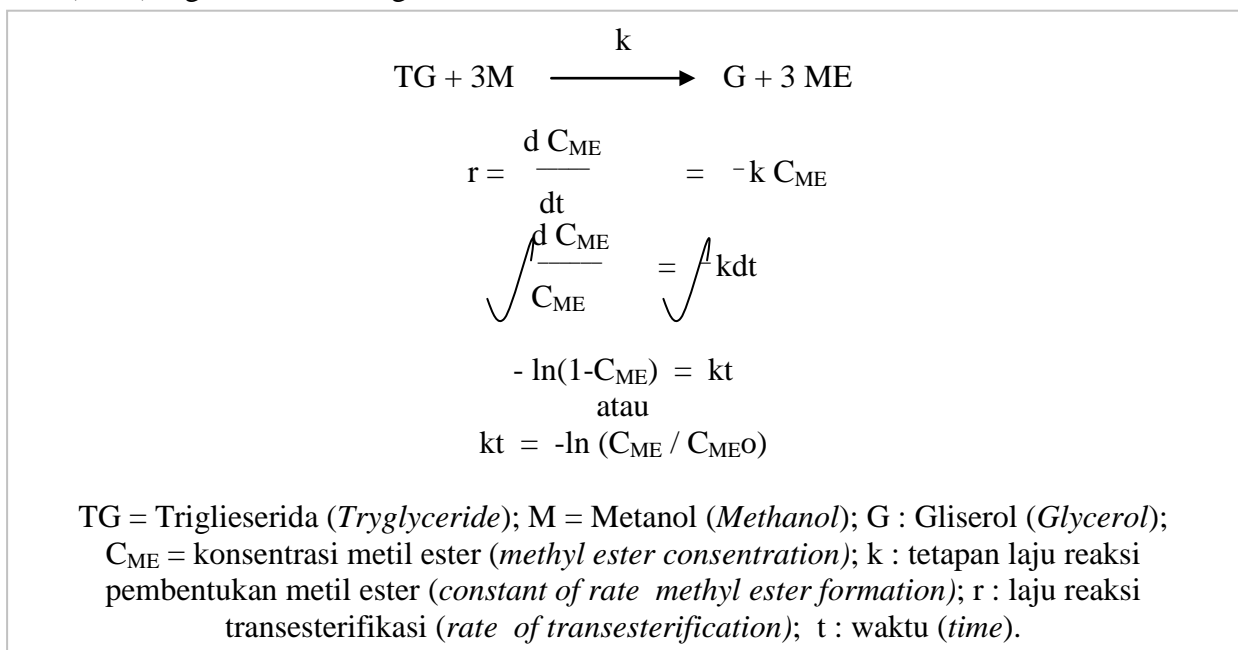 k
TG + 3M ⟶ G + 3 ME
d C_ME
r = ――― = ⁻k C_ME
dt
∫ d C_ME = ∫ ⁻kdt
C_ME
- ln(1-C_ME) = kt
atau
kt = -ln (C_ME / C_MEo)
TG = Triglieserida (Tryglyceride); M = Metanol (Methanol); G : Gliserol (Glycerol);
C_ME = konsentrasi metil ester (methyl ester consentration); k : tetapan laju reaksi
pembentukan metil ester (constant of rate methyl ester formation); r : laju reaksi
transesterifikasi (rate of transesterification); t : waktu (time).